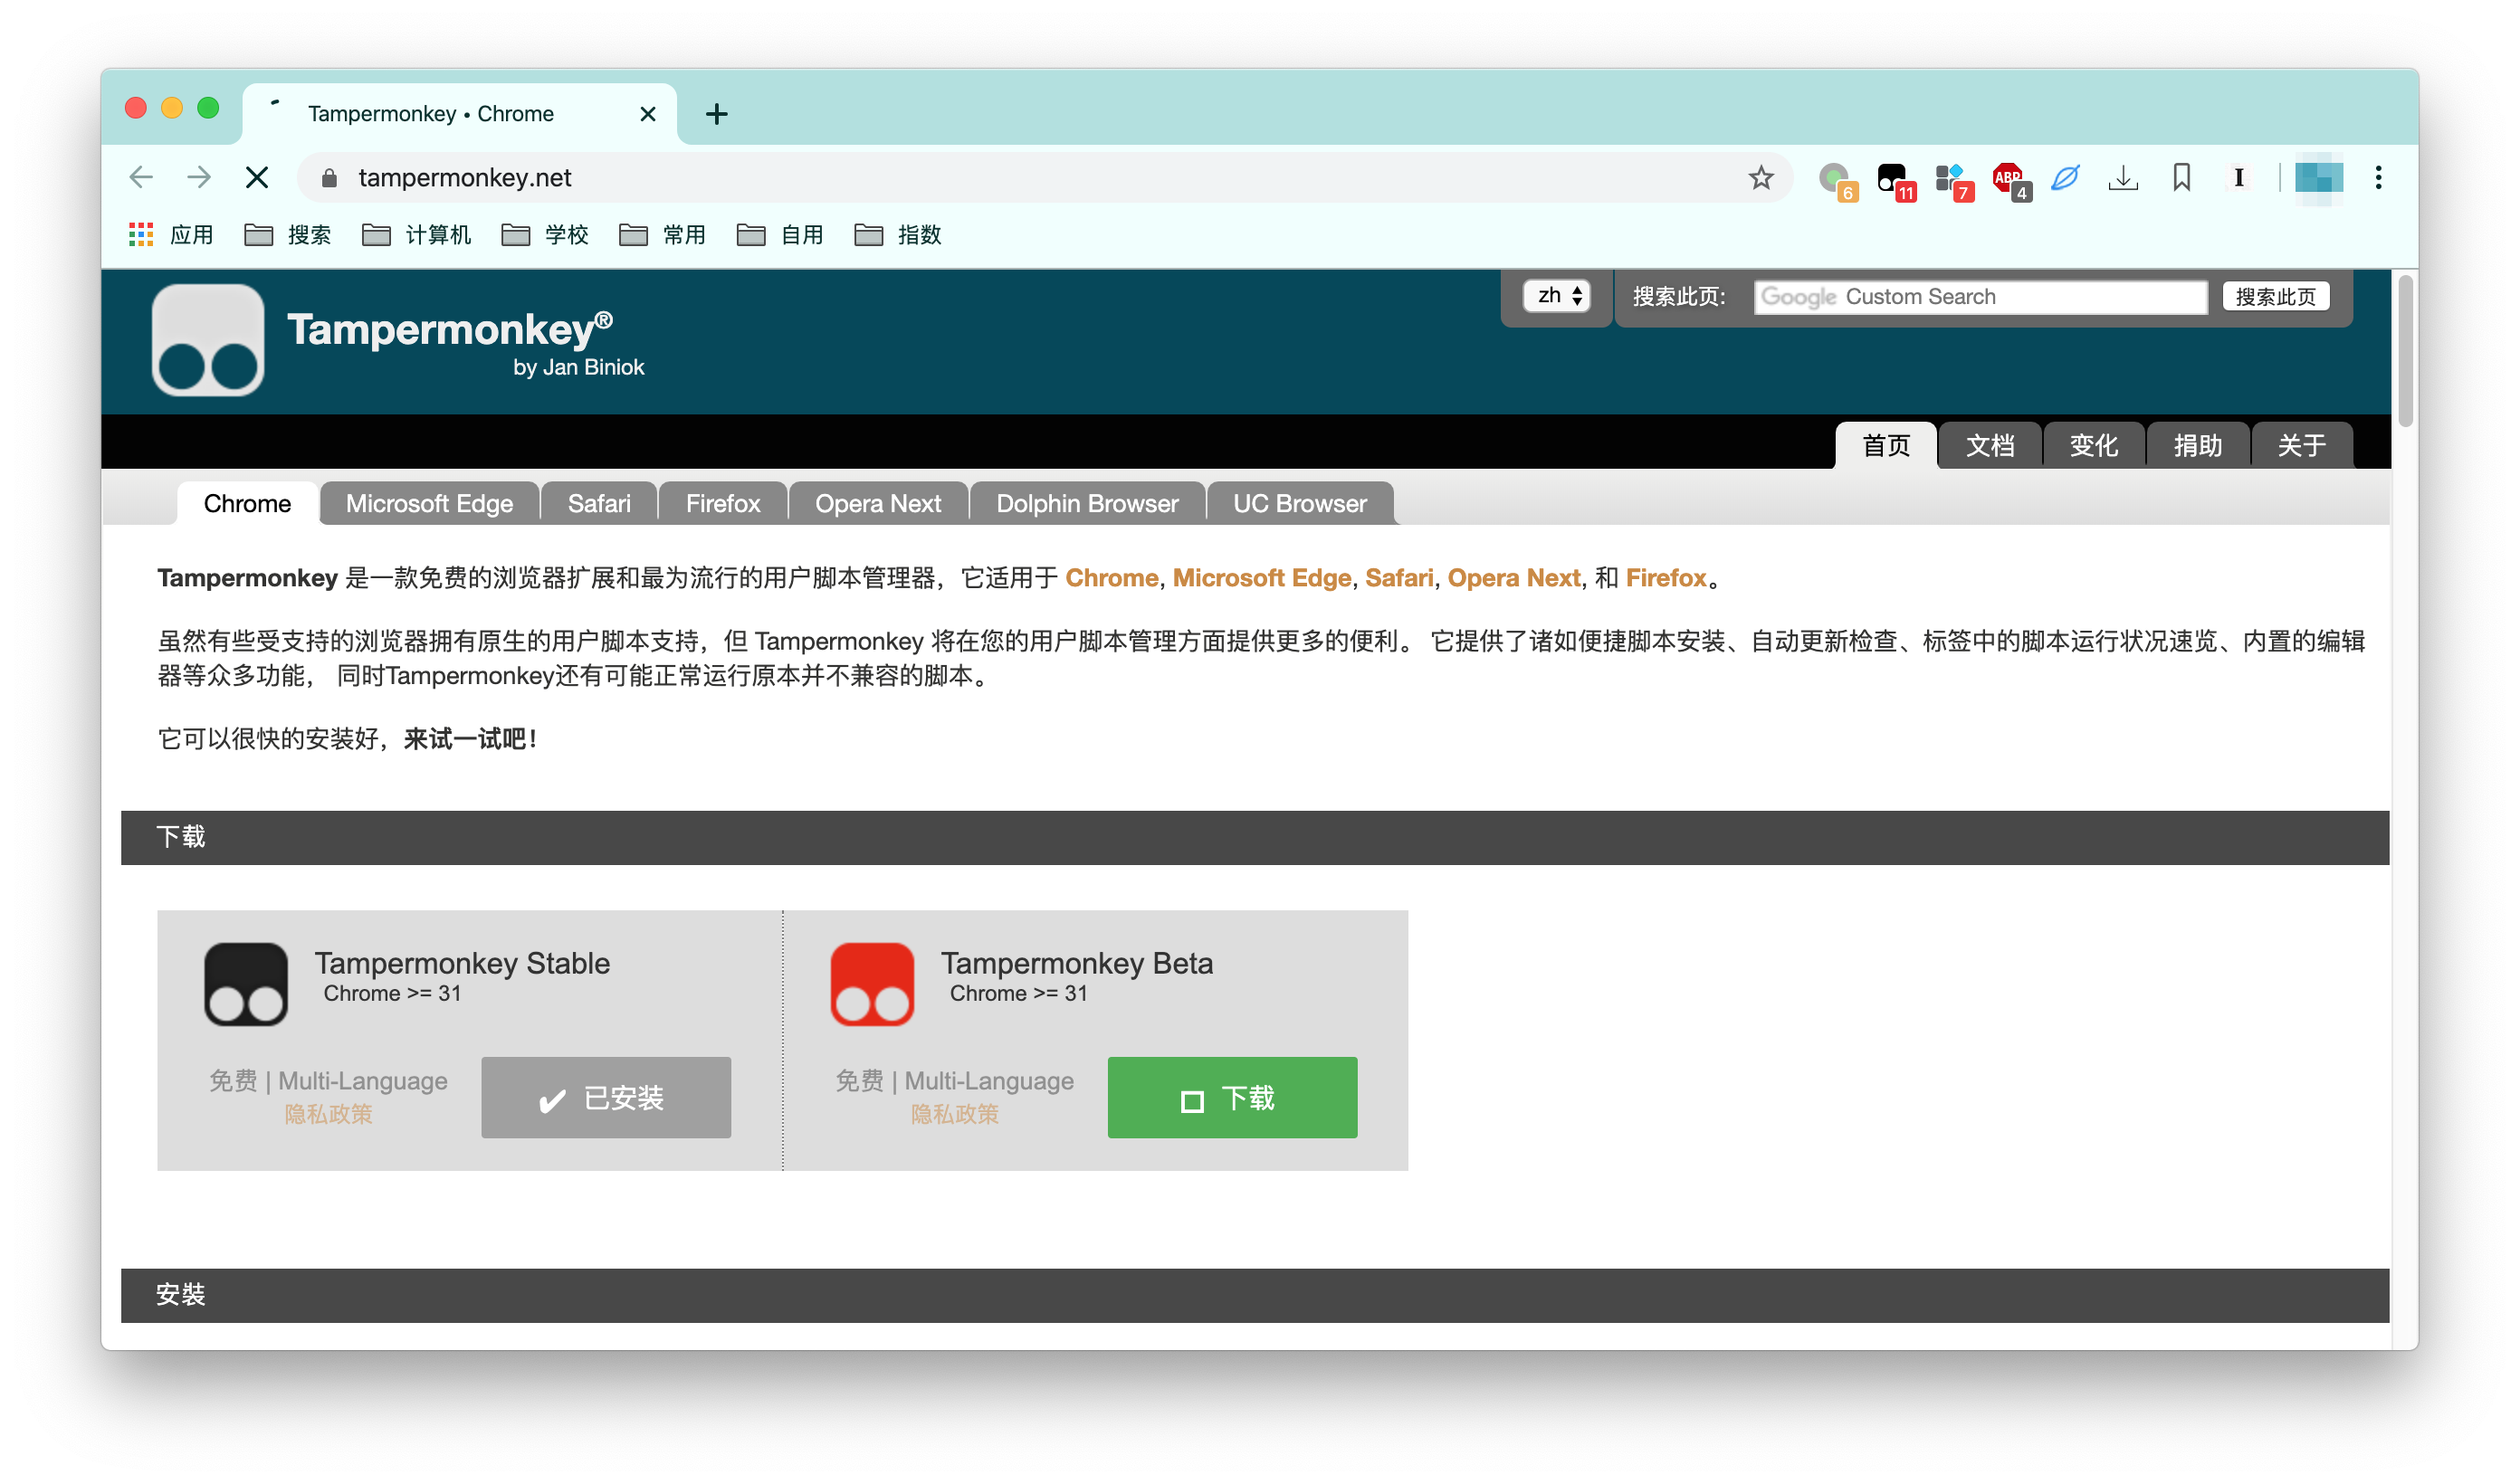 Tampermonkey • Chrome
tampermonkey.net
6
11
7
ABP
4
I
应用 搜索 计算机 学校 常用 自用 指数
zh
搜索此页: Google Custom Search 搜索此页
Tampermonkey®
by Jan Biniok
首页 文档 变化 捐助 关于
Chrome Microsoft Edge Safari Firefox Opera Next Dolphin Browser UC Browser
Tampermonkey 是一款免费的浏览器扩展和最为流行的用户脚本管理器，它适用于 Chrome, Microsoft Edge, Safari, Opera Next, 和 Firefox。
虽然有些受支持的浏览器拥有原生的用户脚本支持，但 Tampermonkey 将在您的用户脚本管理方面提供更多的便利。 它提供了诸如便捷脚本安装、自动更新检查、标签中的脚本运行状况速览、内置的编辑
器等众多功能， 同时Tampermonkey还有可能正常运行原本并不兼容的脚本。
它可以很快的安装好，来试一试吧！
下载
Tampermonkey Stable
Chrome >= 31
免费 | Multi-Language
隐私政策
✔ 已安装
Tampermonkey Beta
Chrome >= 31
免费 | Multi-Language
隐私政策
下载
安裝